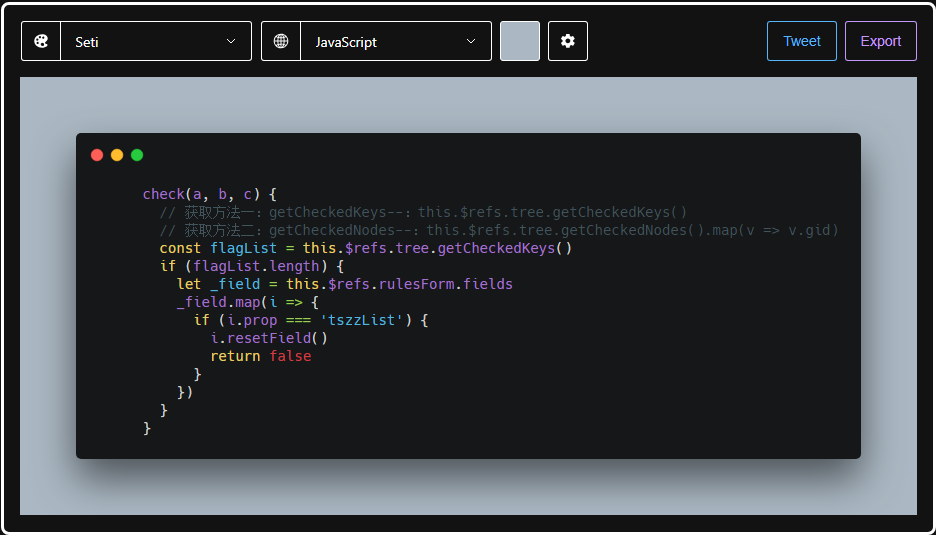 Seti
JavaScript
Tweet
Export
check(a, b, c) {
// 获取方法一：getCheckedKeys--：this.$refs.tree.getCheckedKeys()
// 获取方法二：getCheckedNodes--：this.$refs.tree.getCheckedNodes().map(v => v.gid)
const flagList = this.$refs.tree.getCheckedKeys()
if (flagList.length) {
let _field = this.$refs.rulesForm.fields
_field.map(i => {
if (i.prop === 'tszzList') {
i.resetField()
return false
}
})
}
}